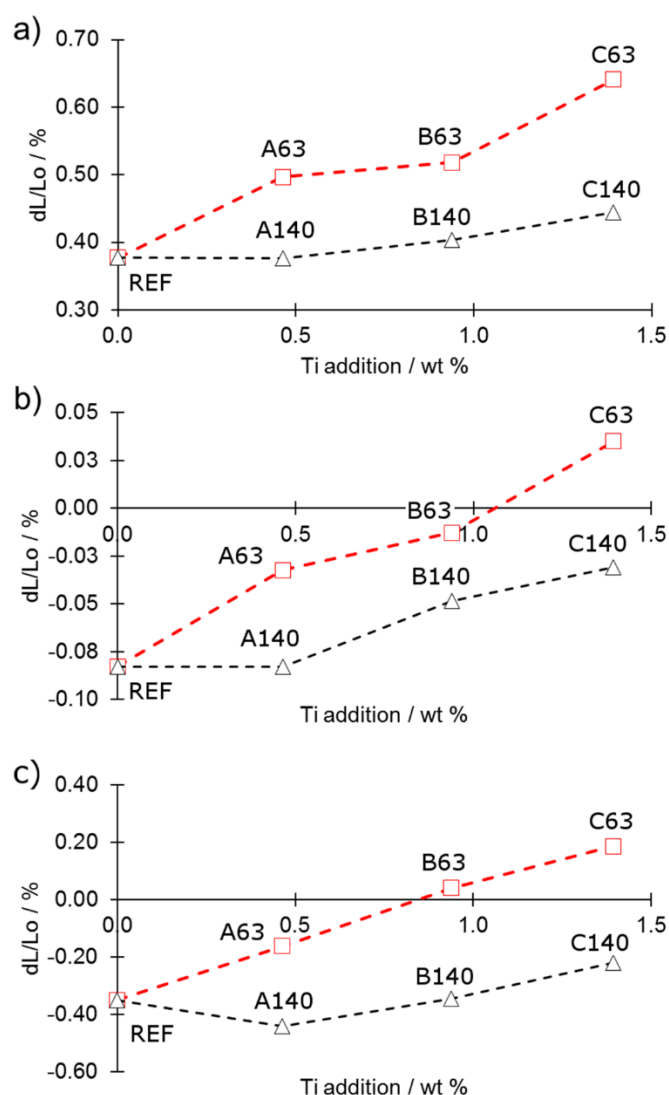 a)
0.70
0.60
0.50
0.40
0.30
dL/Lo / %
C63
A63
B63
A140
B140
C140
REF
0.0
0.5
1.0
1.5
Ti addition / wt %
b)
0.05
0.03
0.00
-0.03
-0.05
-0.08
-0.10
dL/Lo / %
C63
0.0
0.5
B63
1.0
1.5
A63
C140
B140
A140
REF
Ti addition / wt %
c)
0.40
0.20
0.00
-0.20
-0.40
-0.60
dL/Lo / %
C63
B63
0.0
0.5
1.0
1.5
A63
C140
A140
B140
REF
Ti addition / wt %